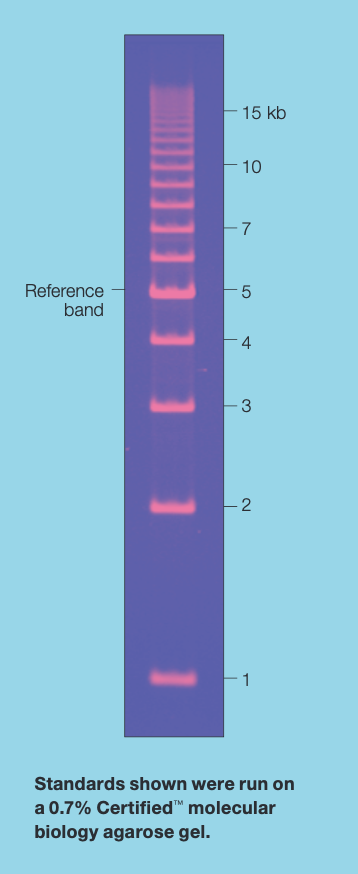 15 kb
10
7
Reference
band
5
4
3
2
1
Standards shown were run on
a 0.7% Certified™ molecular
biology agarose gel.